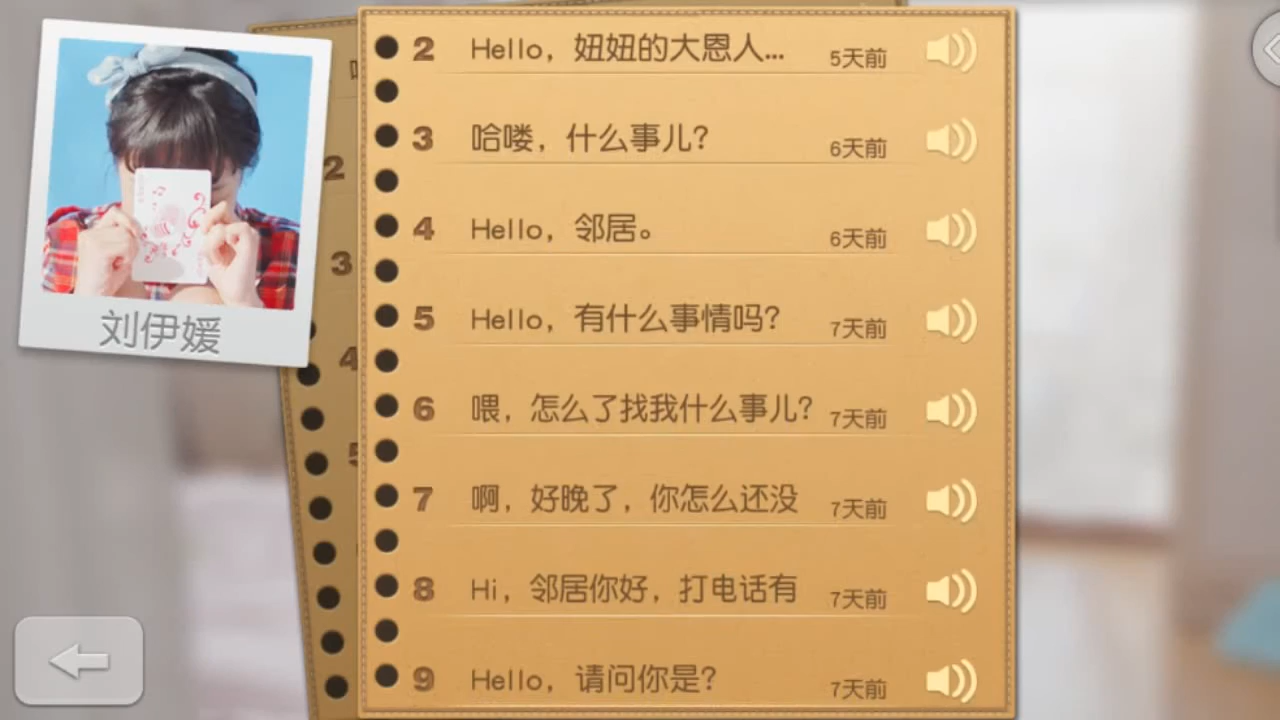 刘伊媛
2 Hello，妞妞的大恩人... 5天前
3 哈喽，什么事儿？ 6天前
4 Hello，邻居。 6天前
5 Hello，有什么事情吗？ 7天前
6 喂，怎么了找我什么事儿？ 7天前
7 啊，好晚了，你怎么还没 7天前
8 Hi，邻居你好，打电话有 7天前
9 Hello，请问你是？ 7天前
2
3
4
5